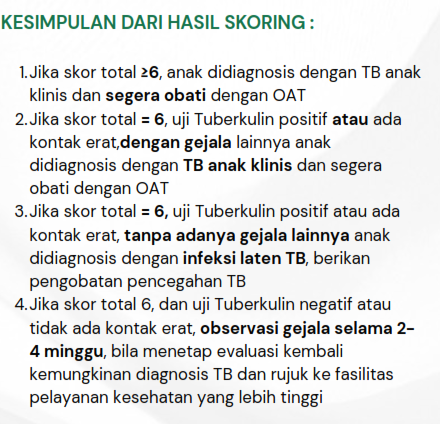 KESIMPULAN DARI HASIL SKORING :
1. Jika skor total ≥6, anak didiagnosis dengan TB anak
klinis dan segera obati dengan OAT
2. Jika skor total = 6, uji Tuberkulin positif atau ada
kontak erat,dengan gejala lainnya anak
didiagnosis dengan TB anak klinis dan segera
obati dengan OAT
3. Jika skor total = 6, uji Tuberkulin positif atau ada
kontak erat, tanpa adanya gejala lainnya anak
didiagnosis dengan infeksi laten TB, berikan
pengobatan pencegahan TB
4. Jika skor total 6, dan uji Tuberkulin negatif atau
tidak ada kontak erat, observasi gejala selama 2-
4 minggu, bila menetap evaluasi kembali
kemungkinan diagnosis TB dan rujuk ke fasilitas
pelayanan kesehatan yang lebih tinggi